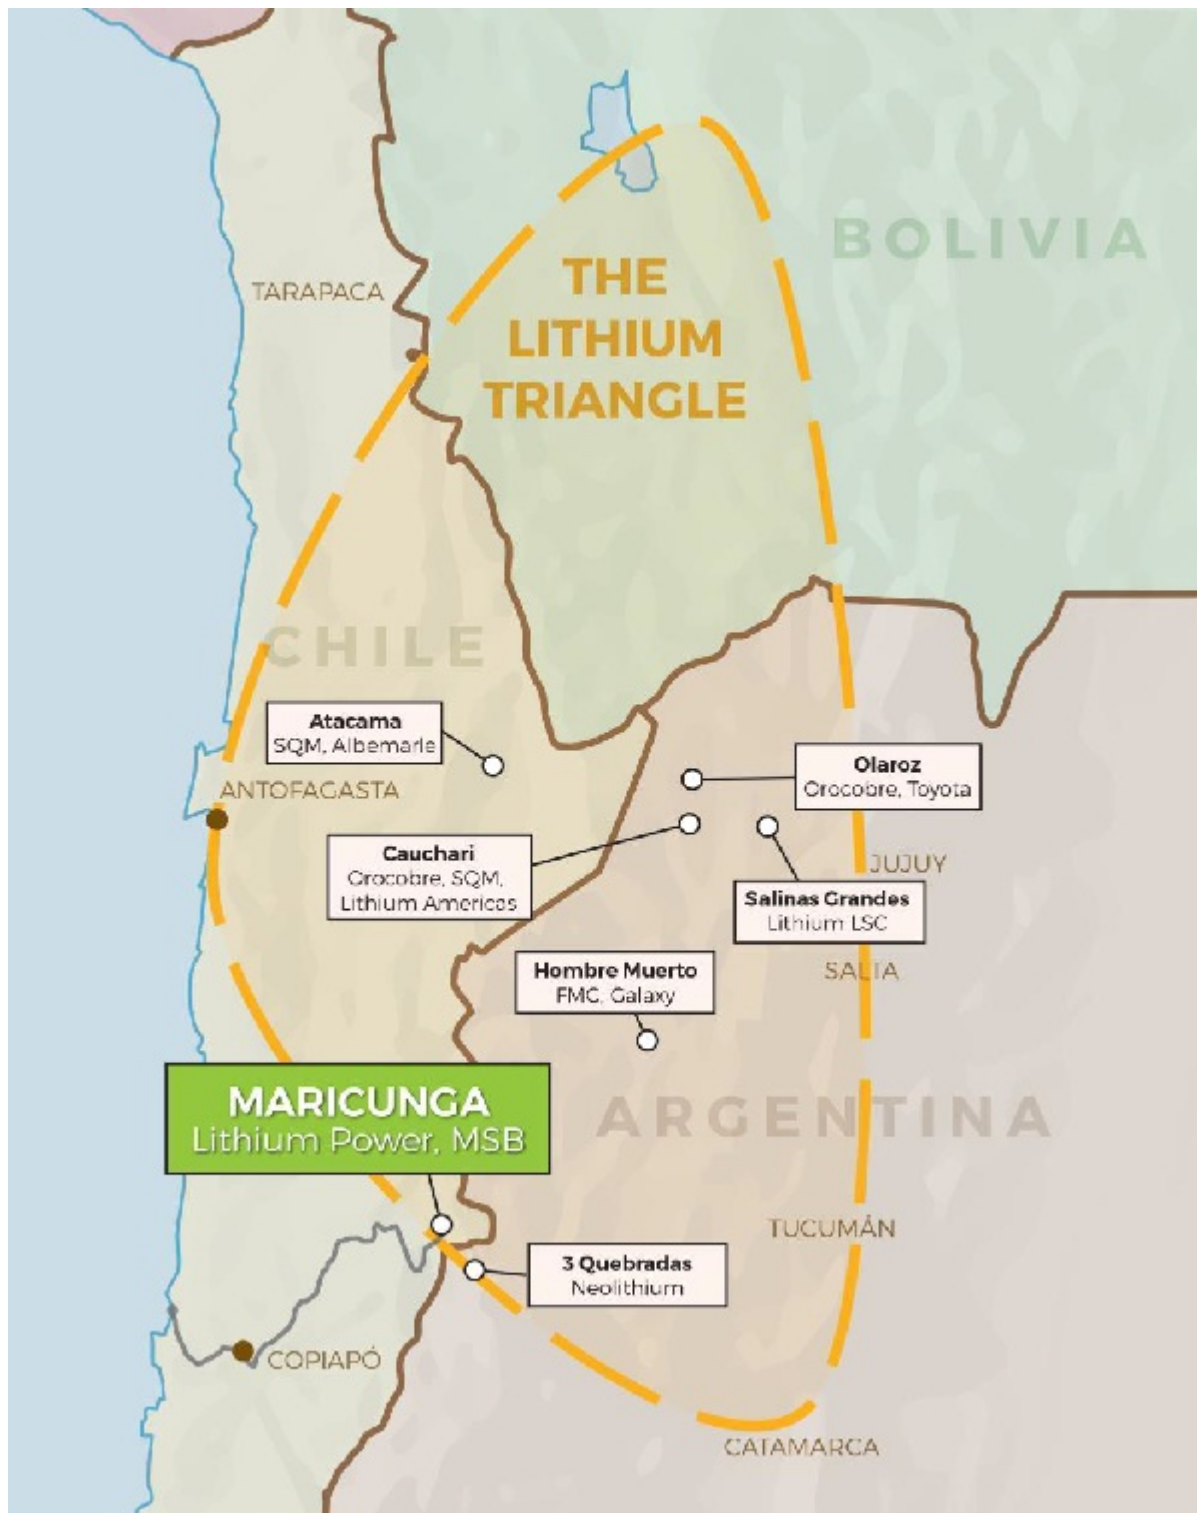 BOLIVIA
THE
LITHIUM
TRIANGLE
TARAPACA
CHILE
Atacama
SQM, Albemarle
ANTOFAGASTA
Olaroz
Orocobre, Toyota
Cauchari
Orocobre, SQM,
Lithium Americas
JUJUY
Salinas Grandes
Lithium LSC
SALTA
Hombre Muerto
FMC, Galaxy
MARICUNGA
Lithium Power, MSB
ARGENTINA
TUCUMÁN
3 Quebradas
Neolithium
COPIAPÓ
CATAMARCA